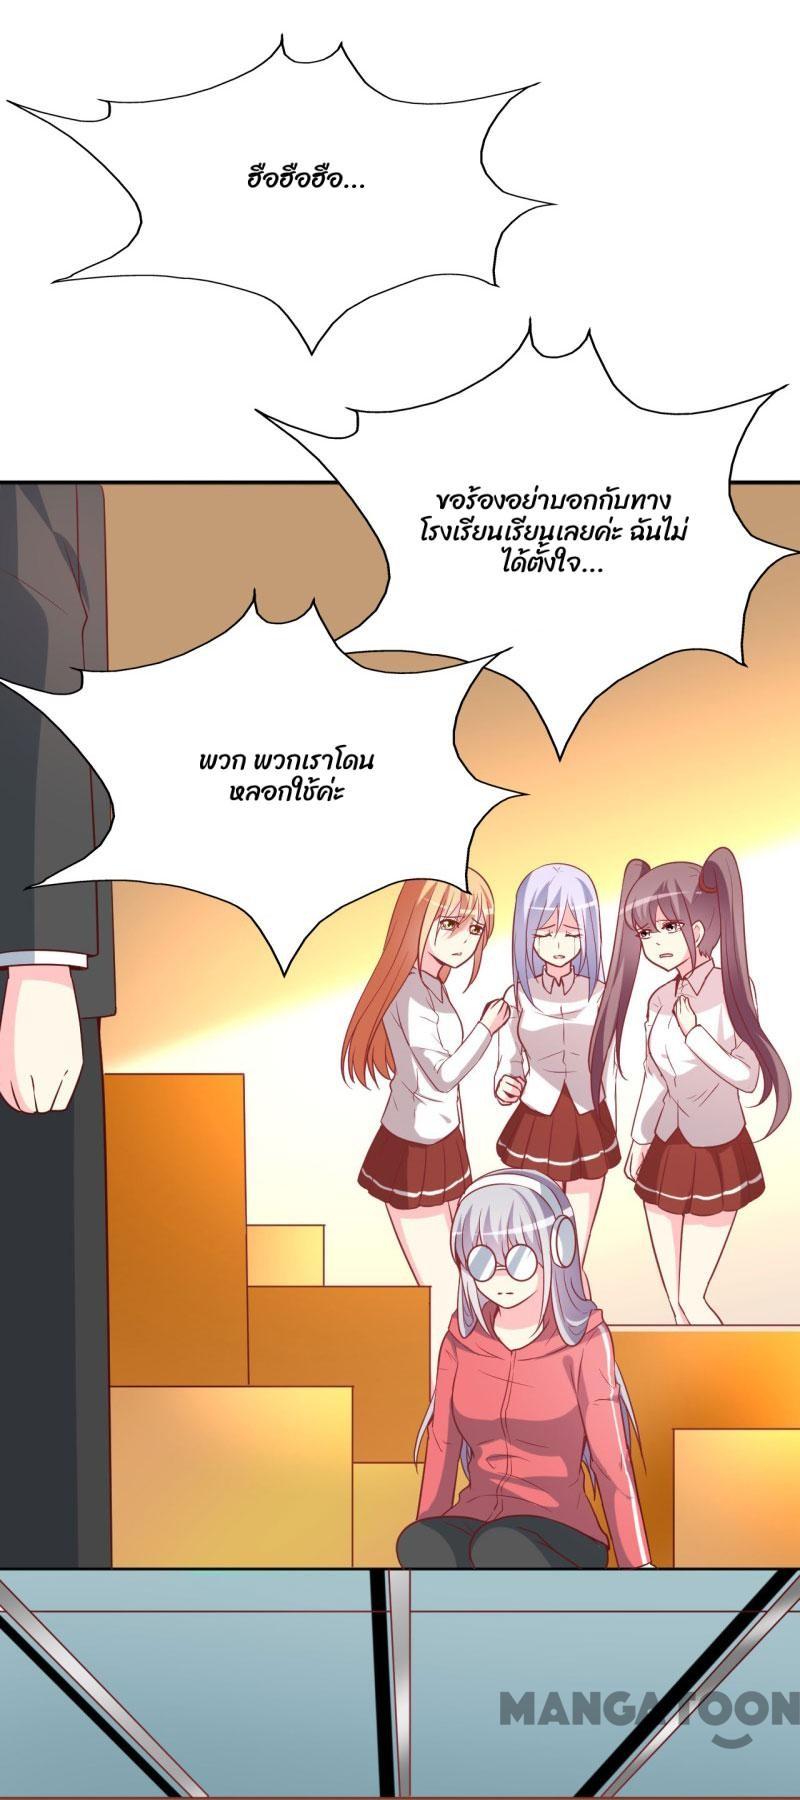 ฮือฮือฮือ...
ขอร้องอย่าบอกกับทาง
โรงเรียนเรียนเลยค่ะ ฉันไม่
ได้ตั้งใจ...
พวก พวกเราโดน
หลอกใช้ค่ะ
MANGATOON